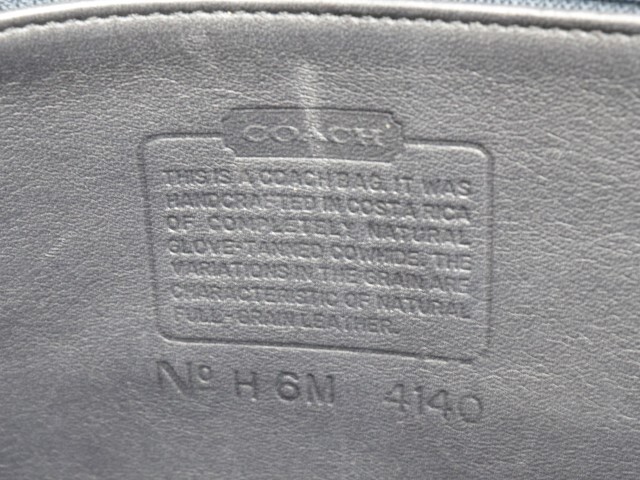 COACH
THIS IS A COACH BAG. IT WAS
HANDCRAFTED IN COSTA RICA
OF COMPLETELY NATURAL
GLOVE-TANNED COWHIDE. THE
VARIATIONS IN THE GRAIN ARE
CHARACTERISTIC OF NATURAL
FULL-GRAIN LEATHER.
No H6M 4140